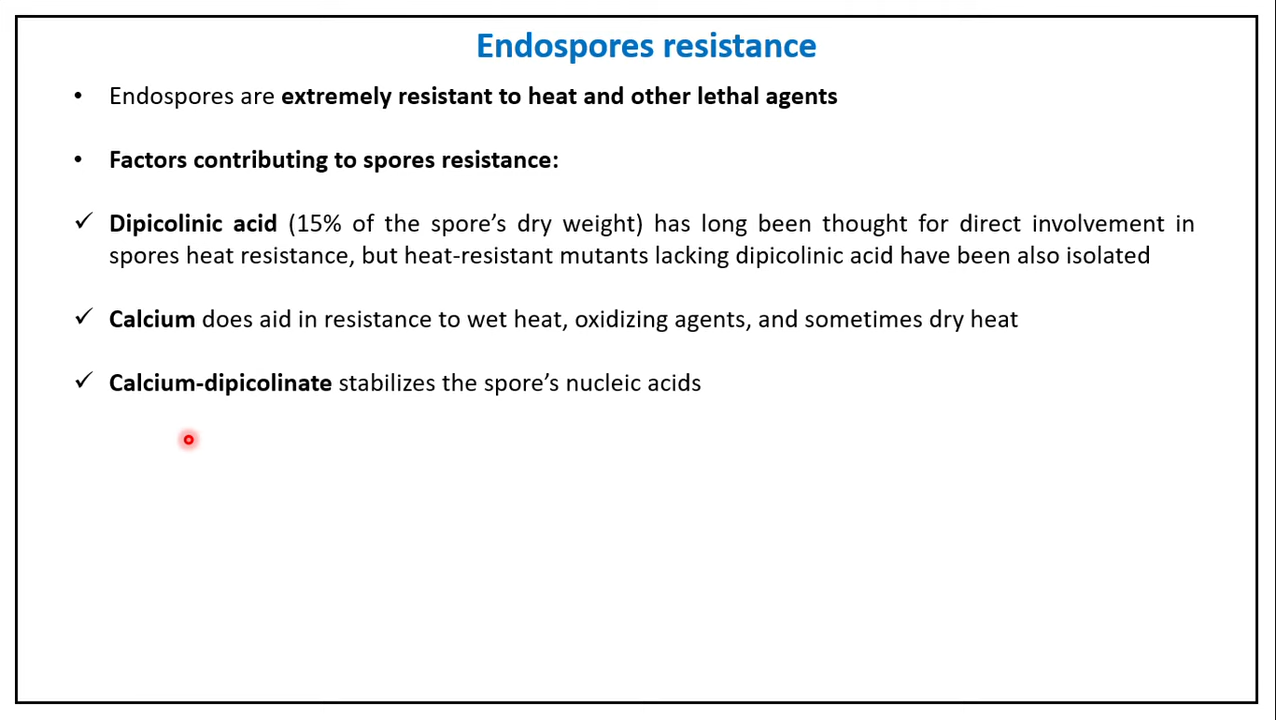 Endospores resistance
• Endospores are extremely resistant to heat and other lethal agents
• Factors contributing to spores resistance:
✓ Dipicolinic acid (15% of the spore's dry weight) has long been thought for direct involvement in
spores heat resistance, but heat-resistant mutants lacking dipicolinic acid have been also isolated
✓ Calcium does aid in resistance to wet heat, oxidizing agents, and sometimes dry heat
✓ Calcium-dipicolinate stabilizes the spore's nucleic acids